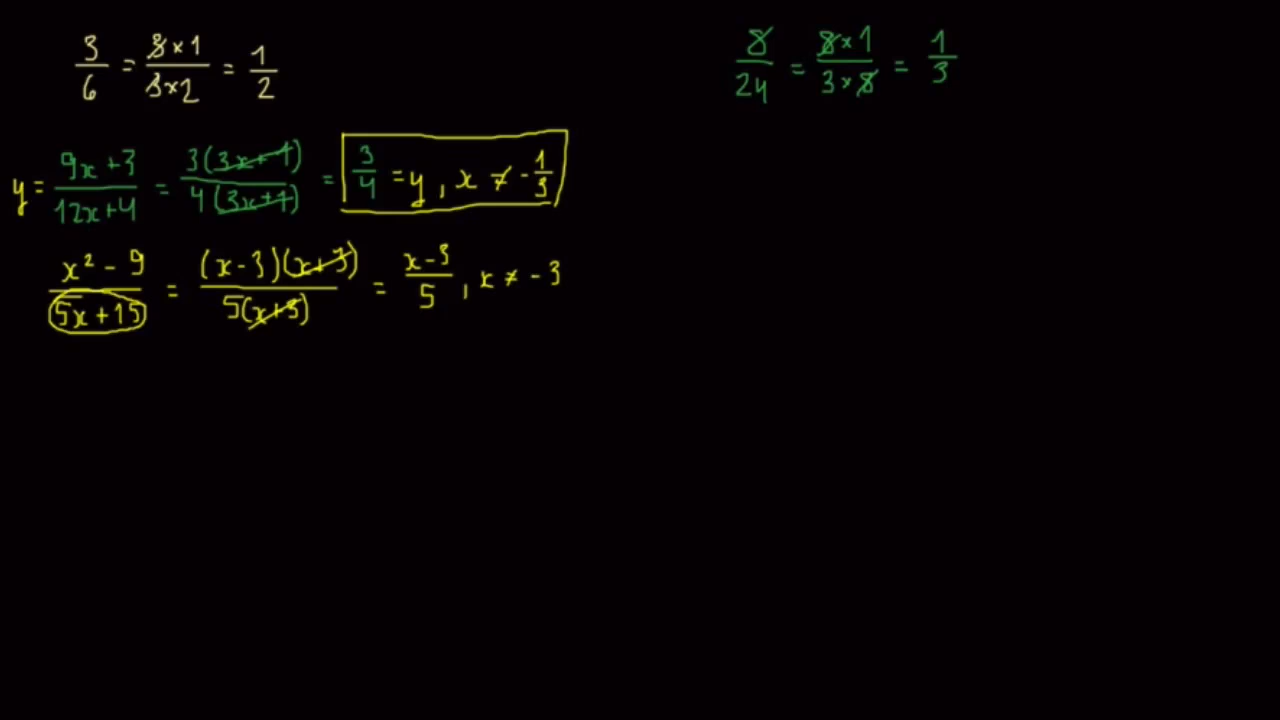 3/6 = 3×1/3×2 = 1/2
8/24 = 8×1/3×8 = 1/3
y = 9x+3/12x+4 = 3(3x+1)/4(3x+1) = 3/4 = y, x ≠ -1/3
x² - 9/5x+15 = (x-3)(x+3)/5(x+3) = x-3/5, x ≠ -3